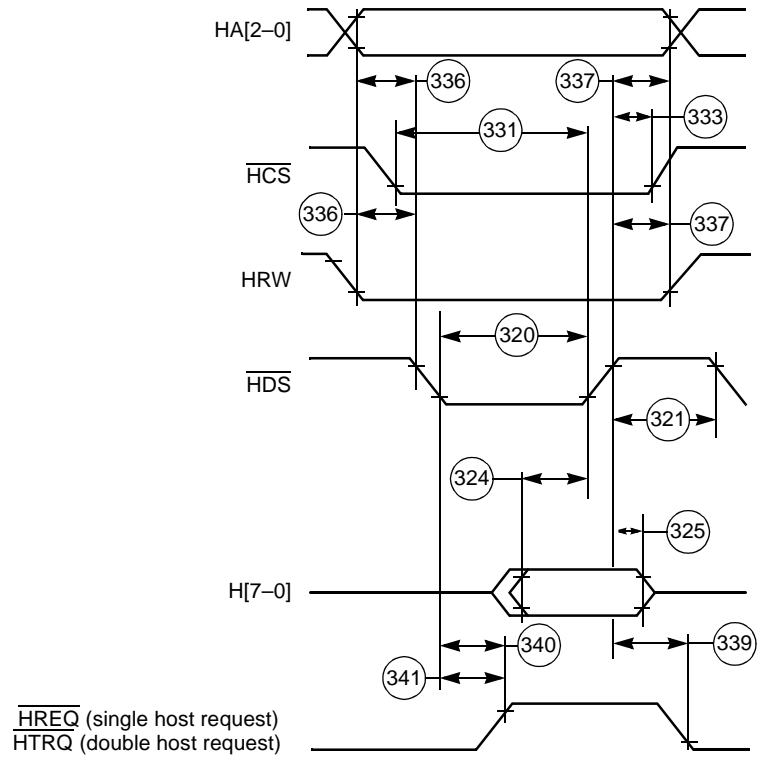 HA[2–0]
336
337
333
331
HCS
336
337
HRW
320
HDS
321
324
325
H[7–0]
340
339
341
HREQ (single host request)
HTRQ (double host request)